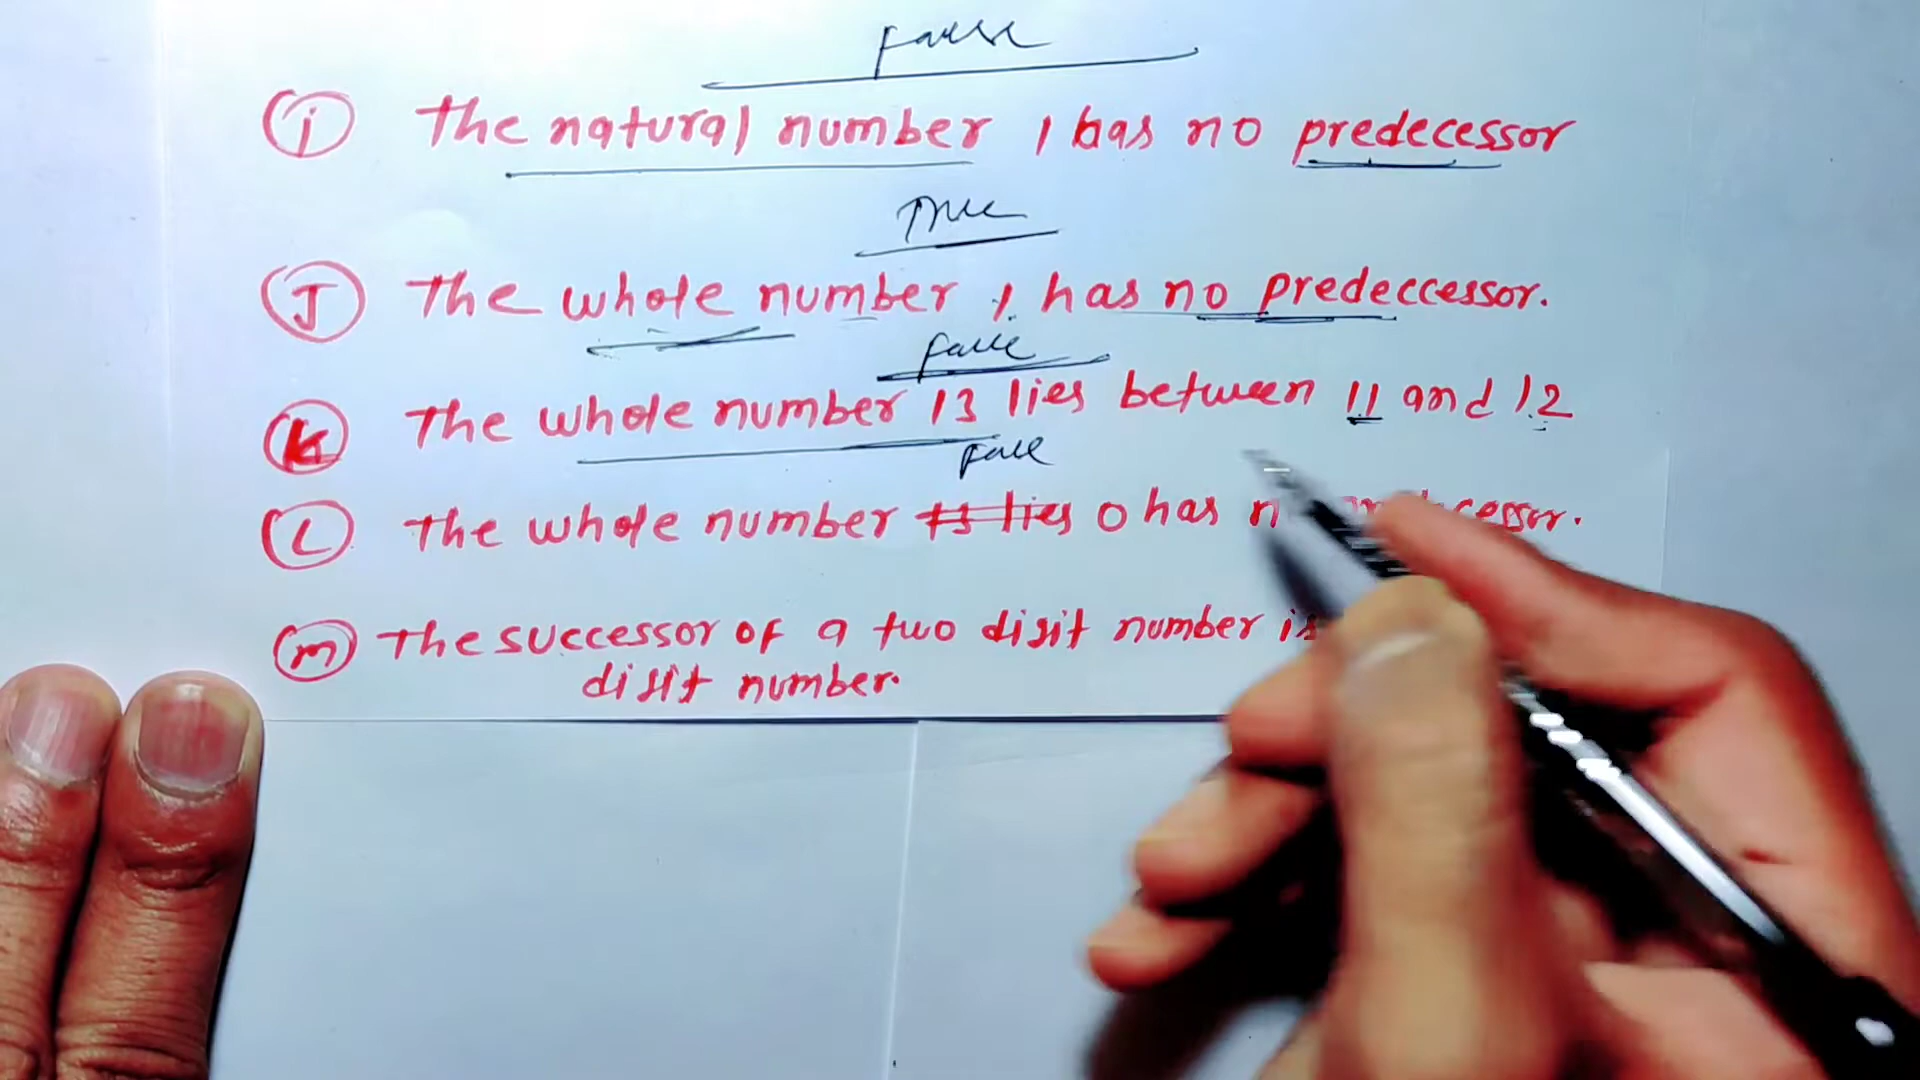 False
(i) The natural number 1 has no predecessor
True
(J) The whole number 1 has no predeccessor.
False
(k) The whole number 13 lies between 11 and 12
False
(L) The whole number 13 lies 0 has
(m) The successor of a two digit number is
digit number.